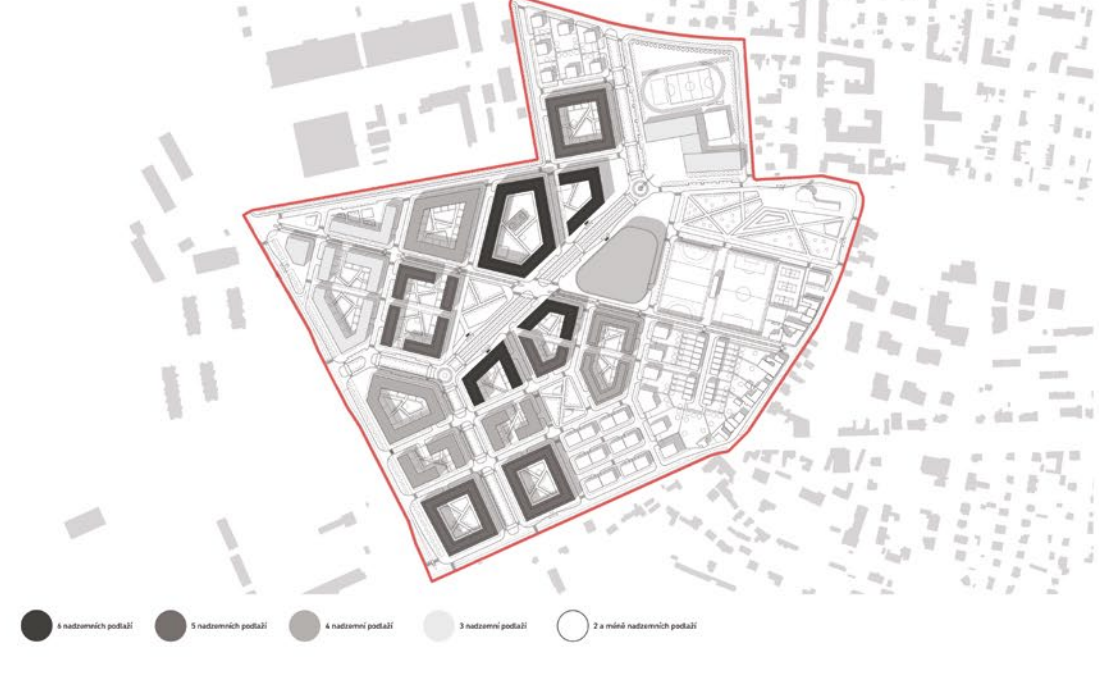 6 nadzemních podlaží
5 nadzemních podlaží
4 nadzemní podlaží
3 nadzemní podlaží
2 a méně nadzemních podlaží